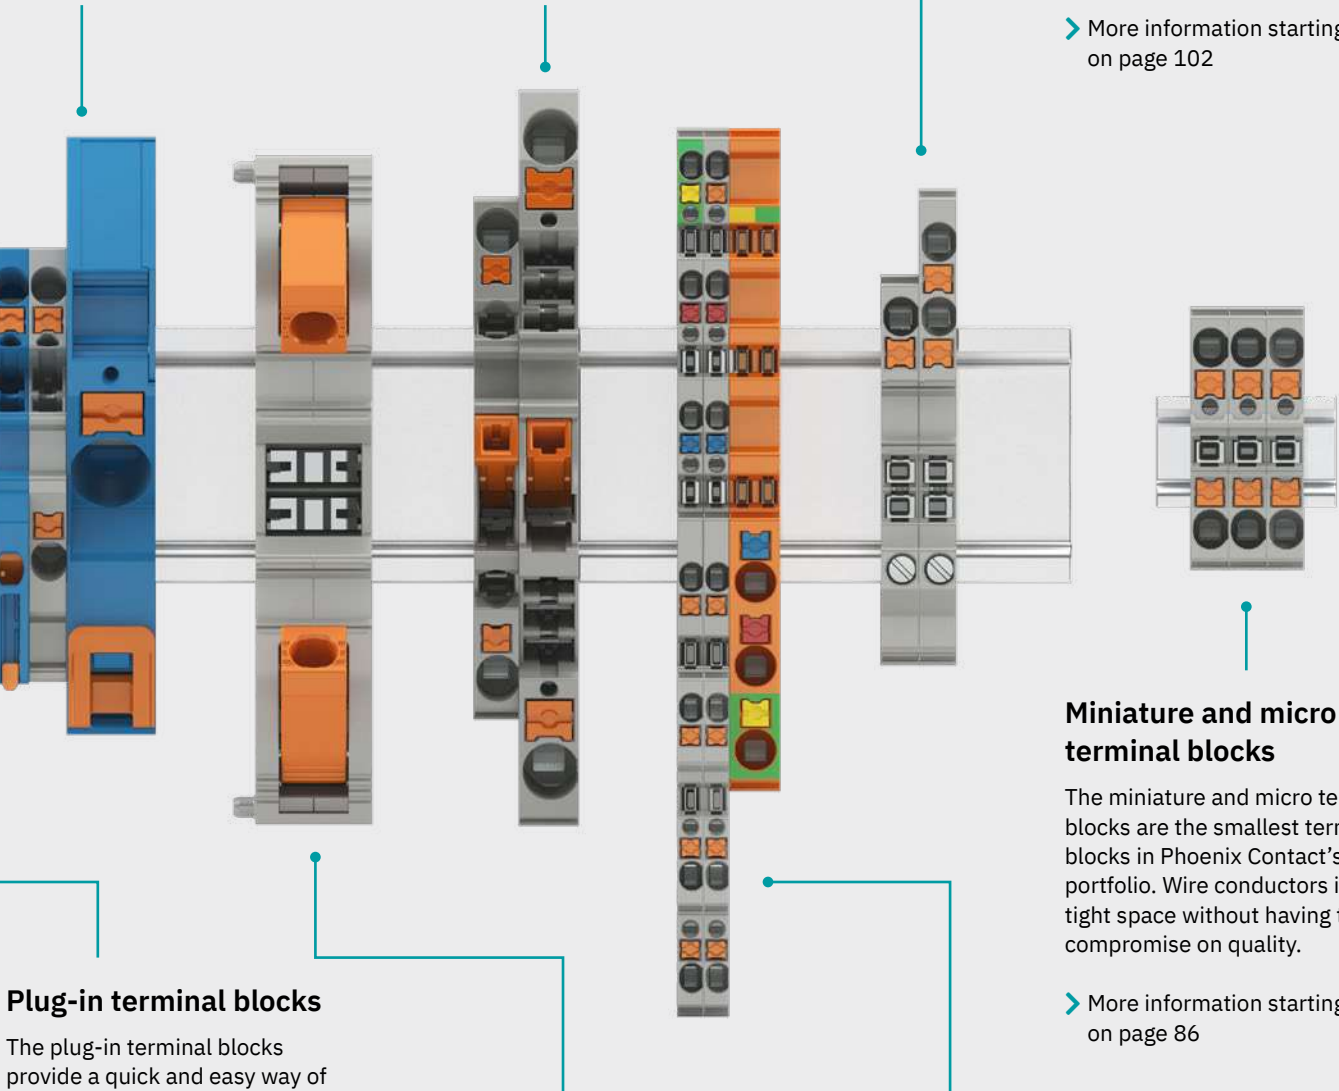 More information starting
on page 102
Miniature and micro
terminal blocks
The miniature and micro
blocks are the smallest
blocks in Phoenix Contact's
portfolio. Wire conductors
tight space without having
compromise on quality.
More information starting
on page 86
Plug-in terminal blocks
The plug-in terminal blocks
provide a quick and easy way of